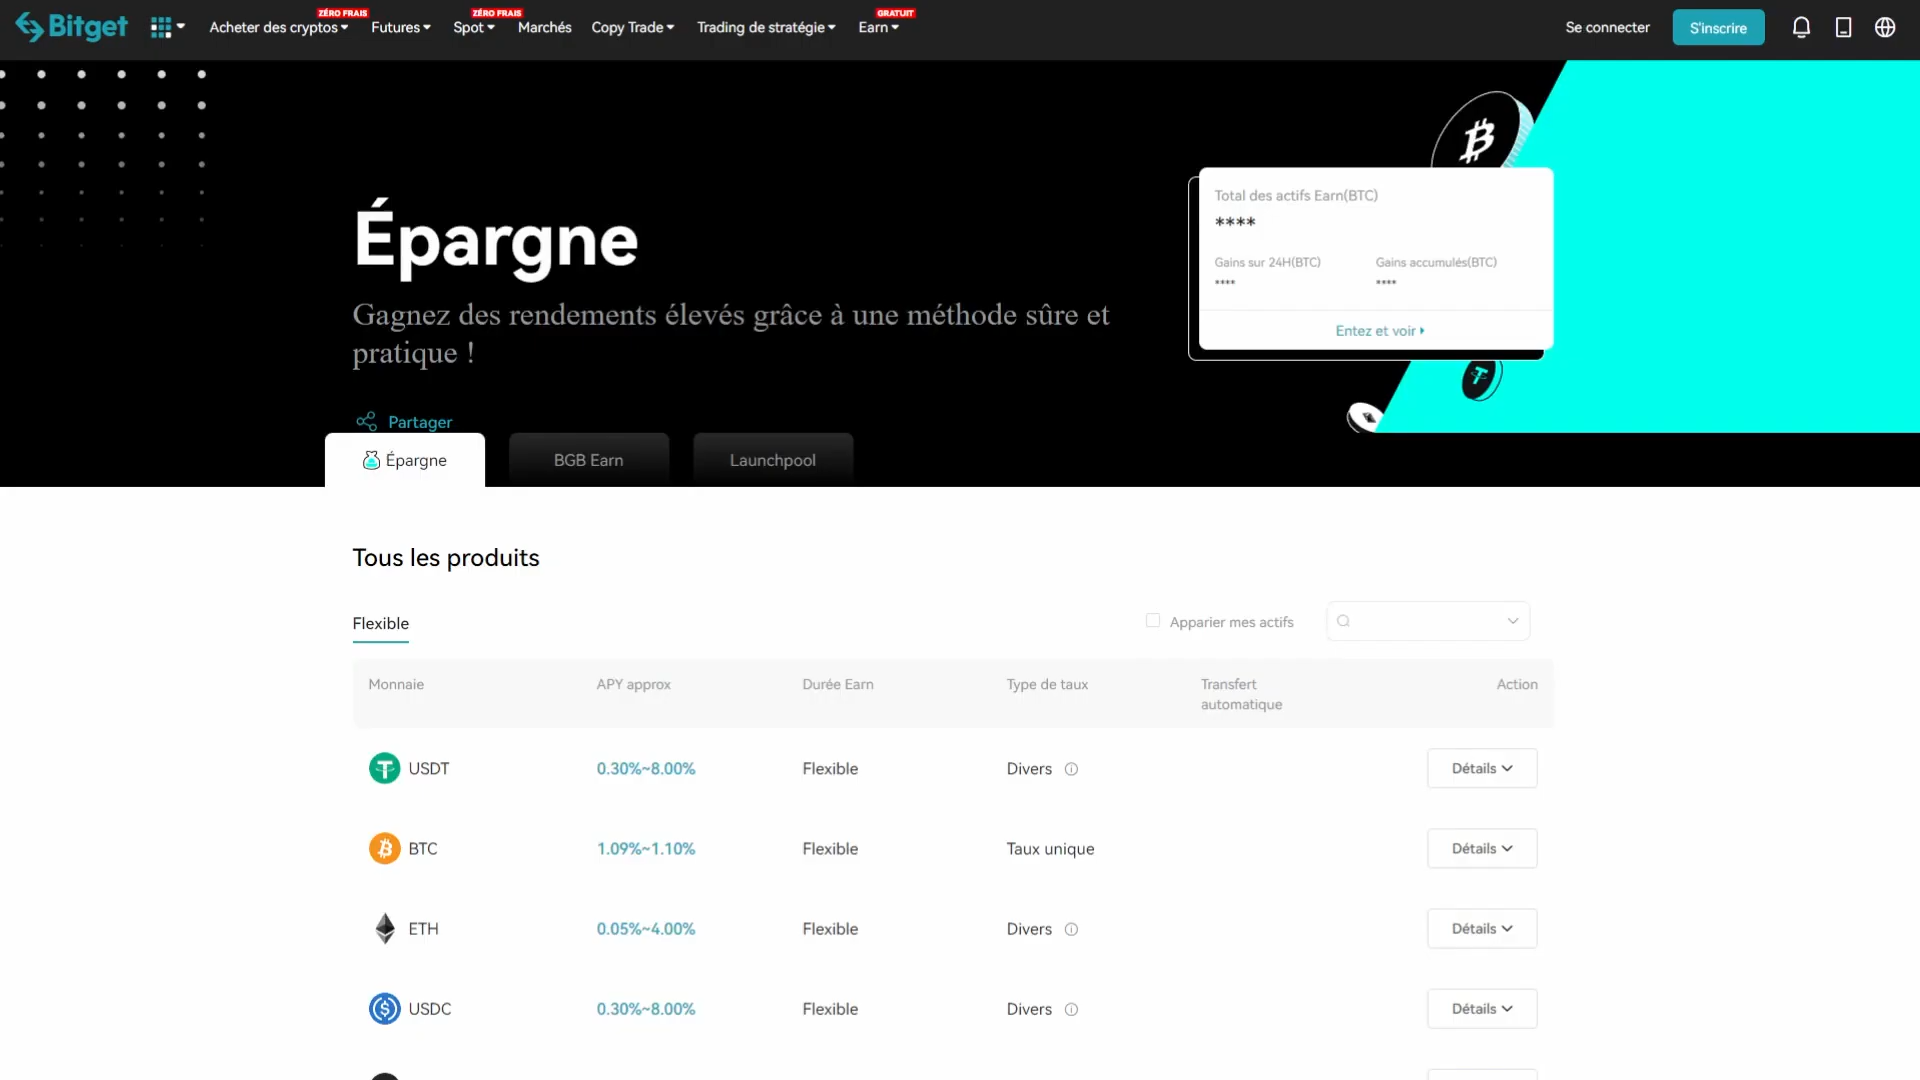 Bitget
Acheter des cryptos
ZÉRO FRAIS
Futures
Spot
ZÉRO FRAIS
Marchés
Copy Trade
Trading de stratégie
Earn
GRATUIT
Se connecter
S'inscrire
Épargne
Gagnez des rendements élevés grâce à une méthode sûre et
pratique !
Partager
Total des actifs Earn(BTC)
****
Gains sur 24H(BTC) Gains accumulés(BTC)
**** ****
Entez et voir
Épargne BGB Earn Launchpool
Tous les produits
Flexible
Apparier mes actifs
Monnaie APY approx Durée Earn Type de taux Transfert Action
automatique
USDT 0.30%~8.00% Flexible Divers Détails
BTC 1.09%~1.10% Flexible Taux unique Détails
ETH 0.05%~4.00% Flexible Divers Détails
USDC 0.30%~8.00% Flexible Divers Détails